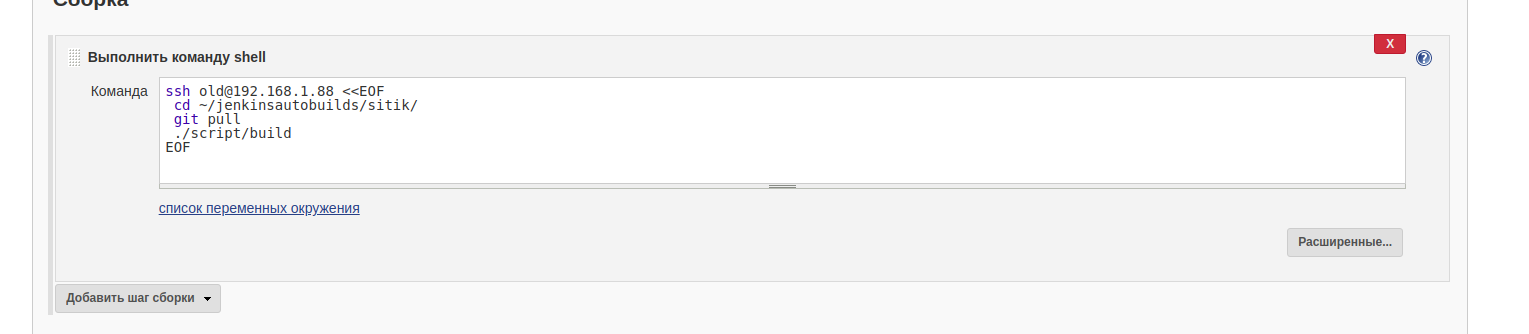 Сборка
X
Выполнить команду shell
?
Команда
ssh old@192.168.1.88 <<EOF
cd ~/jenkinsautobuilds/sitik/
git pull
./script/build
EOF
список переменных окружения
Расширенные...
Добавить шаг сборки